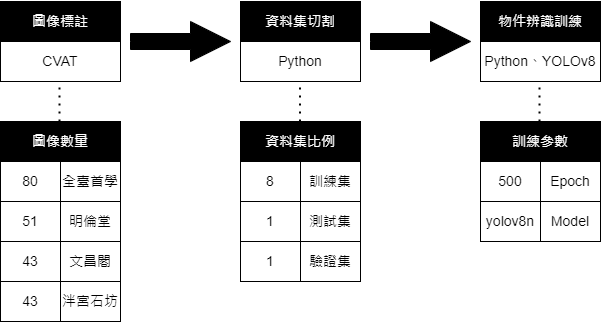 圖像標註
CVAT
資料集切割
Python
物件辨識訓練
Python、YOLOv8
圖像數量
80 全臺首學
51 明倫堂
43 文昌閣
43 泮宮石坊
資料集比例
8 訓練集
1 測試集
1 驗證集
訓練参數
500 Epoch
yolov8n Model